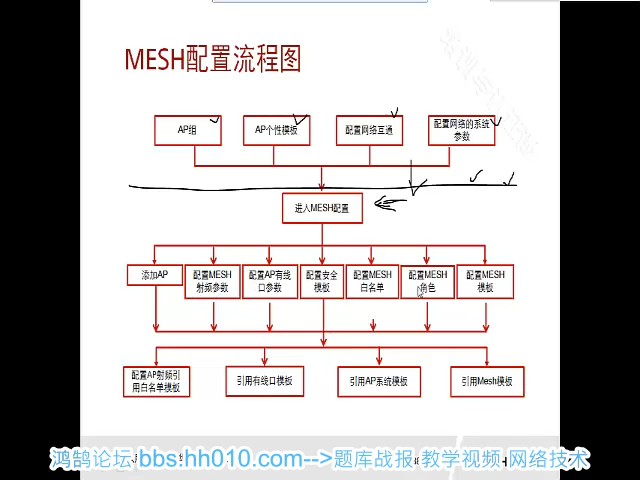 MESH配置流程图
AP组
AP个性模板
配置网络互通
配置网络的系统
参数
进入MESH配置
添加AP
配置MESH
射频参数
配置AP有线
口参数
配置安全
模板
配置MESH
白名单
配置MESH
角色
配置MESH
模板
配置AP射频引
用白名单模板
引用有线口模板
引用AP系统模板
引用Mesh模板
鸿鹄论坛 bbs.hh010.com-->题库战报 教学视频 网络技术